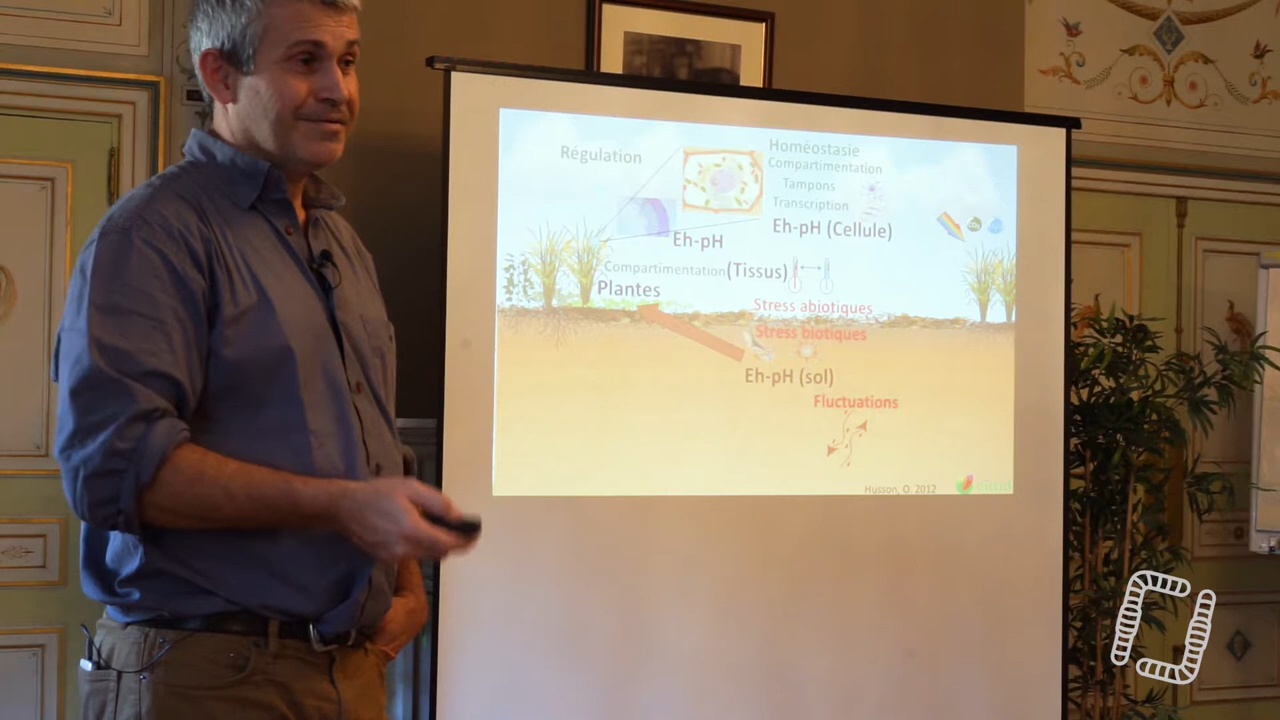 Régulation
Homéostasie
Compartimentation
Tampons
Transcription
Eh-pH (Cellule)
Eh-pH
Compartimentation (Tissus)
Plantes
Stress abiotiques
Stress biotiques
Eh-pH (sol)
Fluctuations
Husson, O. 2012
cirad